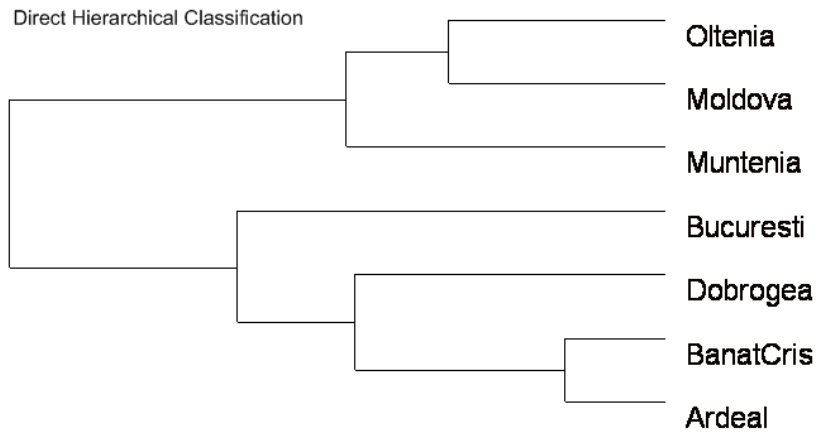 Direct Hierarchical Classification
Oltenia
Moldova
Muntenia
Bucuresti
Dobrogea
BanatCris
Ardeal